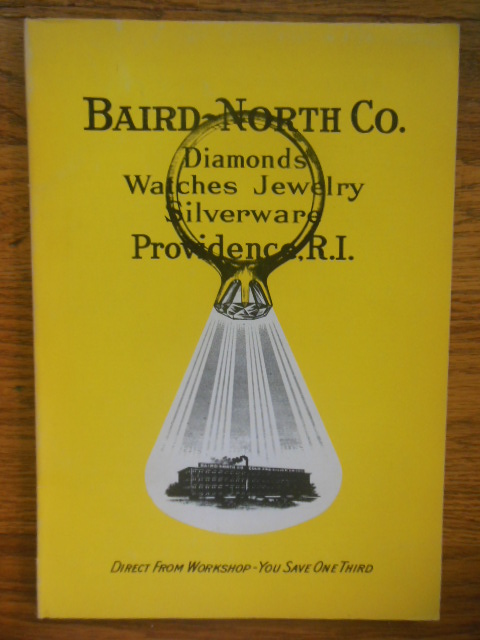 BAIRD-NORTH CO.
Diamonds
Watches Jewelry
Silverware
Providence, R.I.
DIRECT FROM WORKSHOP-YOU SAVE ONE THIRD